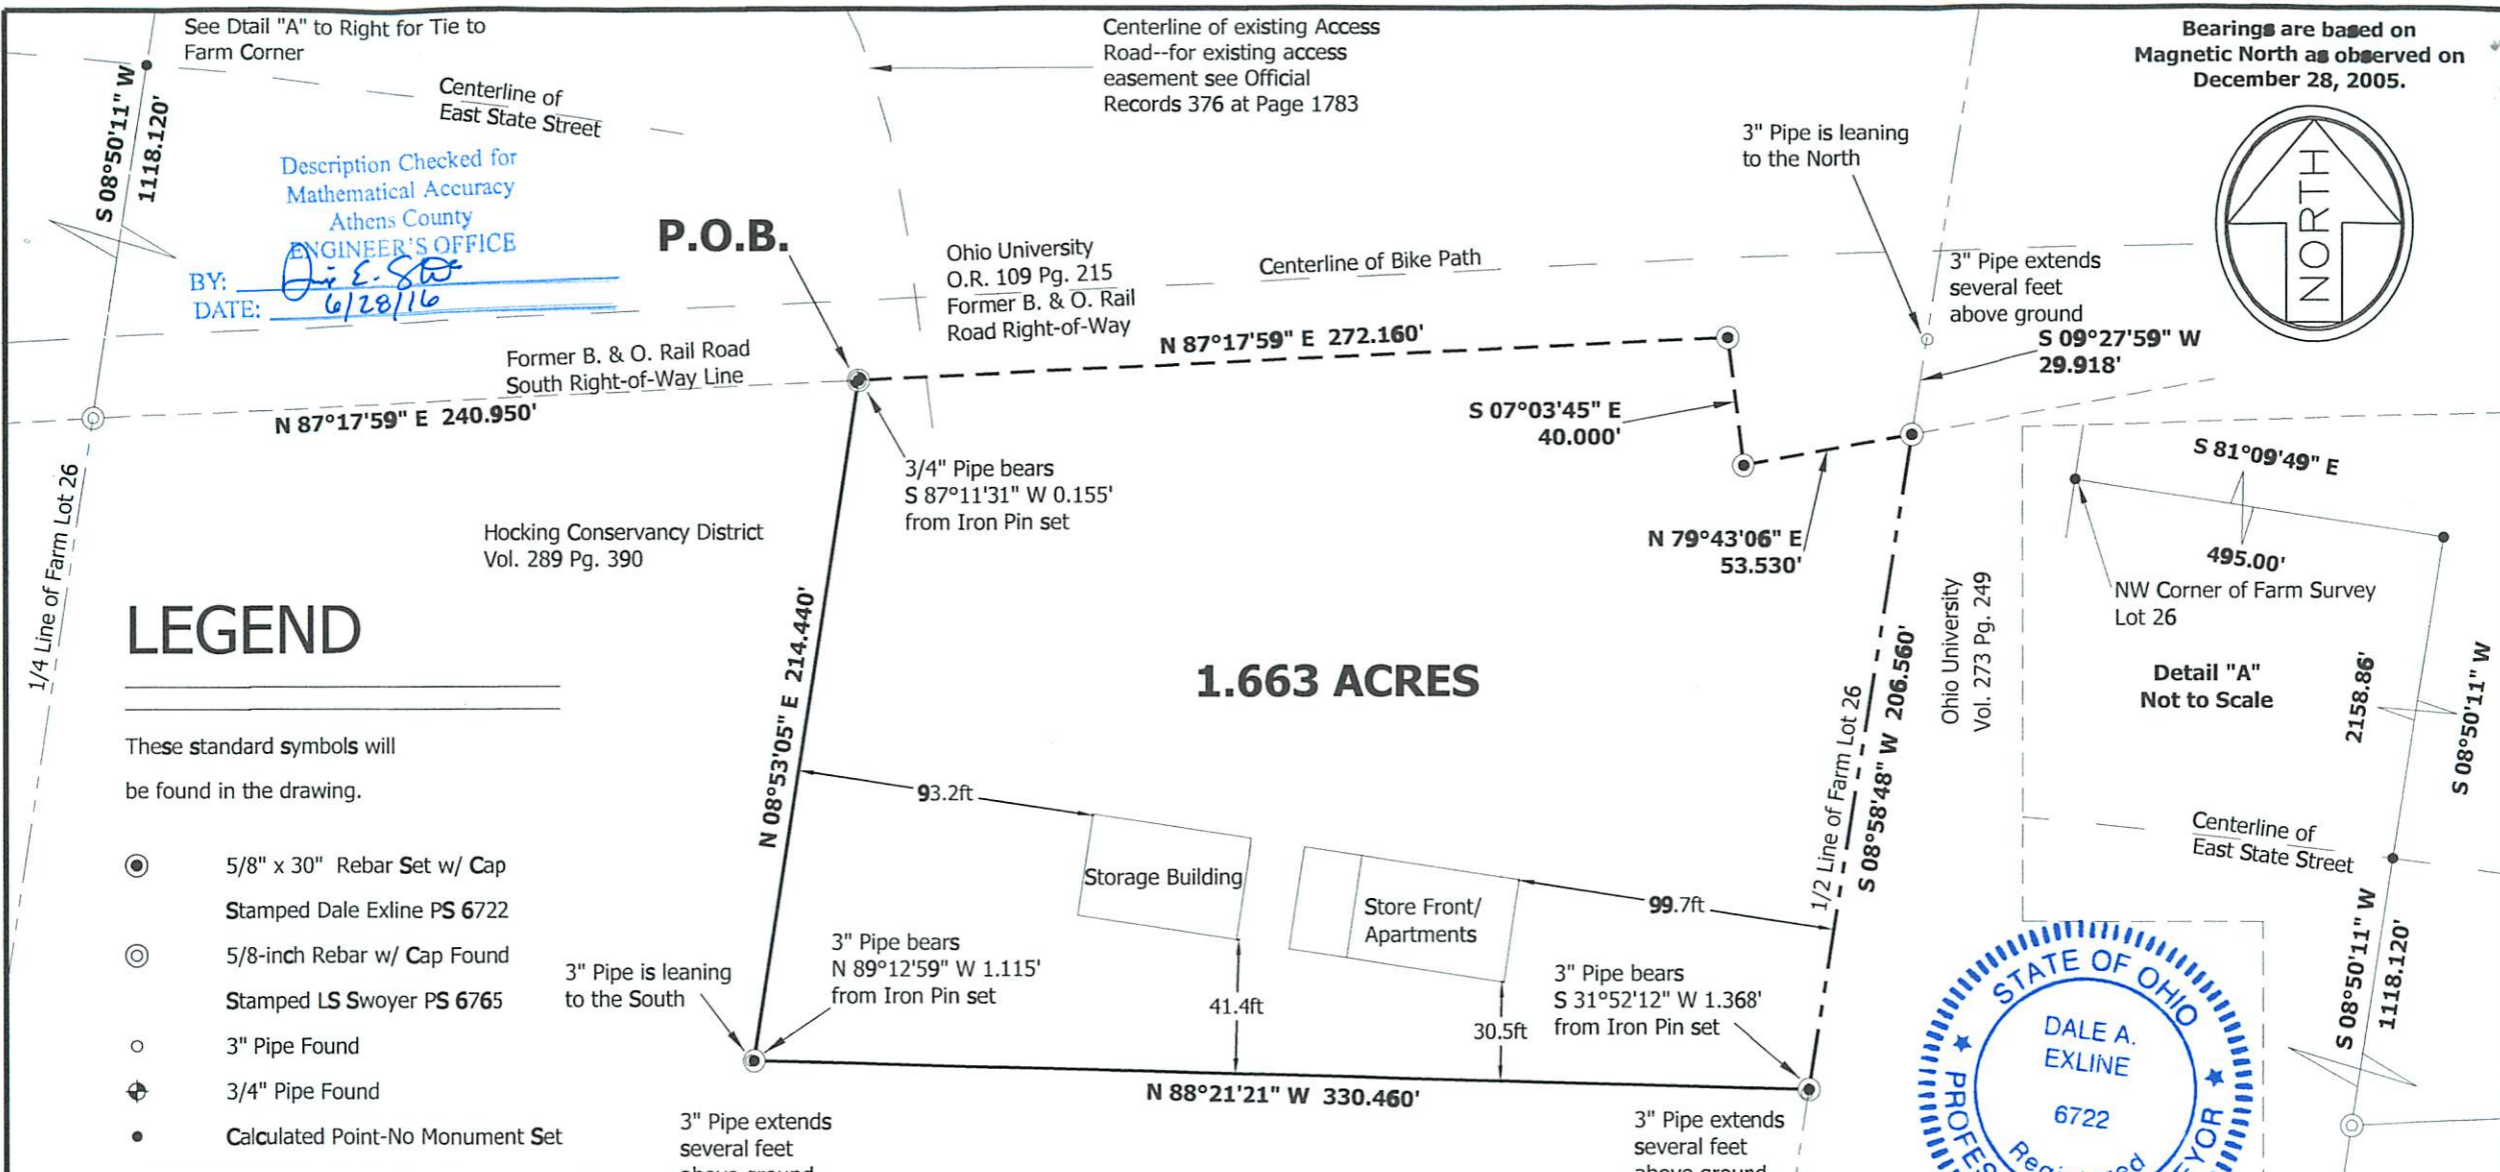 See Dtail "A" to Right for Tie to
Farm Corner
Centerline of
East State Street
S 08°50'11" W
1118.120'
Description Checked for
Mathematical Accuracy
Athens County
ENGINEER'S OFFICE
BY:
DATE: 6/28/16
P.O.B.
Centerline of existing Access
Road--for existing access
easement see Official
Records 376 at Page 1783
Bearings are based on
Magnetic North as observed on
December 28, 2005.
NORTH
3" Pipe is leaning
to the North
Ohio University
O.R. 109 Pg. 215
Former B. & O. Rail
Road Right-of-Way
Centerline of Bike Path
3" Pipe extends
several feet
above ground
S 09°27'59" W
29.918'
Former B. & O. Rail Road
South Right-of-Way Line
N 87°17'59" E 272.160'
N 87°17'59" E 240.950'
S 07°03'45" E
40.000'
3/4" Pipe bears
S 87°11'31" W 0.155'
from Iron Pin set
N 79°43'06" E
53.530'
Hocking Conservancy District
Vol. 289 Pg. 390
1/4 Line of Farm Lot 26
S 81°09'49" E
495.00'
NW Corner of Farm Survey
Lot 26
Detail "A"
Not to Scale
2158.86'
S 08°50'11" W
Centerline of
East State Street
S 08°50'11" W
1118.120'
Ohio University
Vol. 273 Pg. 249
LEGEND
These standard symbols will
be found in the drawing.
5/8" x 30" Rebar Set w/ Cap
Stamped Dale Exline PS 6722
5/8-inch Rebar w/ Cap Found
Stamped LS Swoyer PS 6765
3" Pipe Found
3/4" Pipe Found
Calculated Point-No Monument Set
1.663 ACRES
N 08°53'05" E 214.440'
1/2 Line of Farm Lot 26
S 08°58'48" W 206.560'
93.2ft
Storage Building
Store Front/
Apartments
99.7ft
3" Pipe is leaning
to the South
3" Pipe bears
N 89°12'59" W 1.115'
from Iron Pin set
41.4ft
30.5ft
3" Pipe bears
S 31°52'12" W 1.368'
from Iron Pin set
N 88°21'21" W 330.460'
3" Pipe extends
several feet
above ground
3" Pipe extends
several feet
above ground
STATE OF OHIO
DALE A.
EXLINE
6722